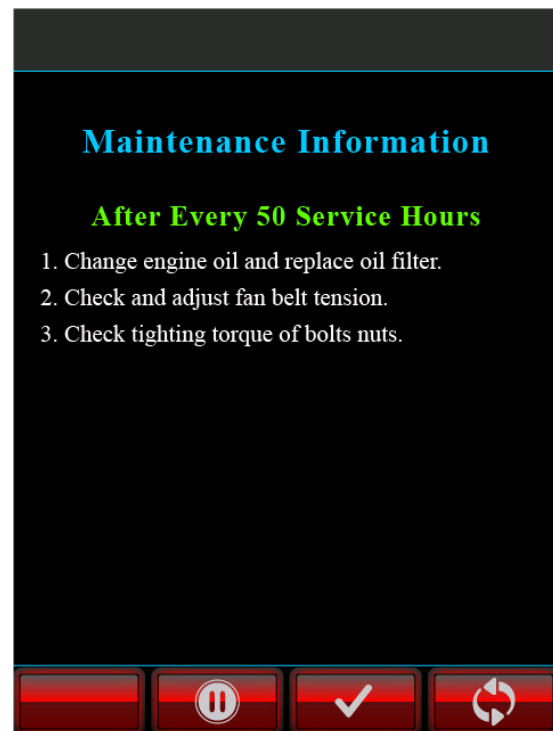 Maintenance Information
After Every 50 Service Hours
1. Change engine oil and replace oil filter.
2. Check and adjust fan belt tension.
3. Check tighting torque of bolts nuts.